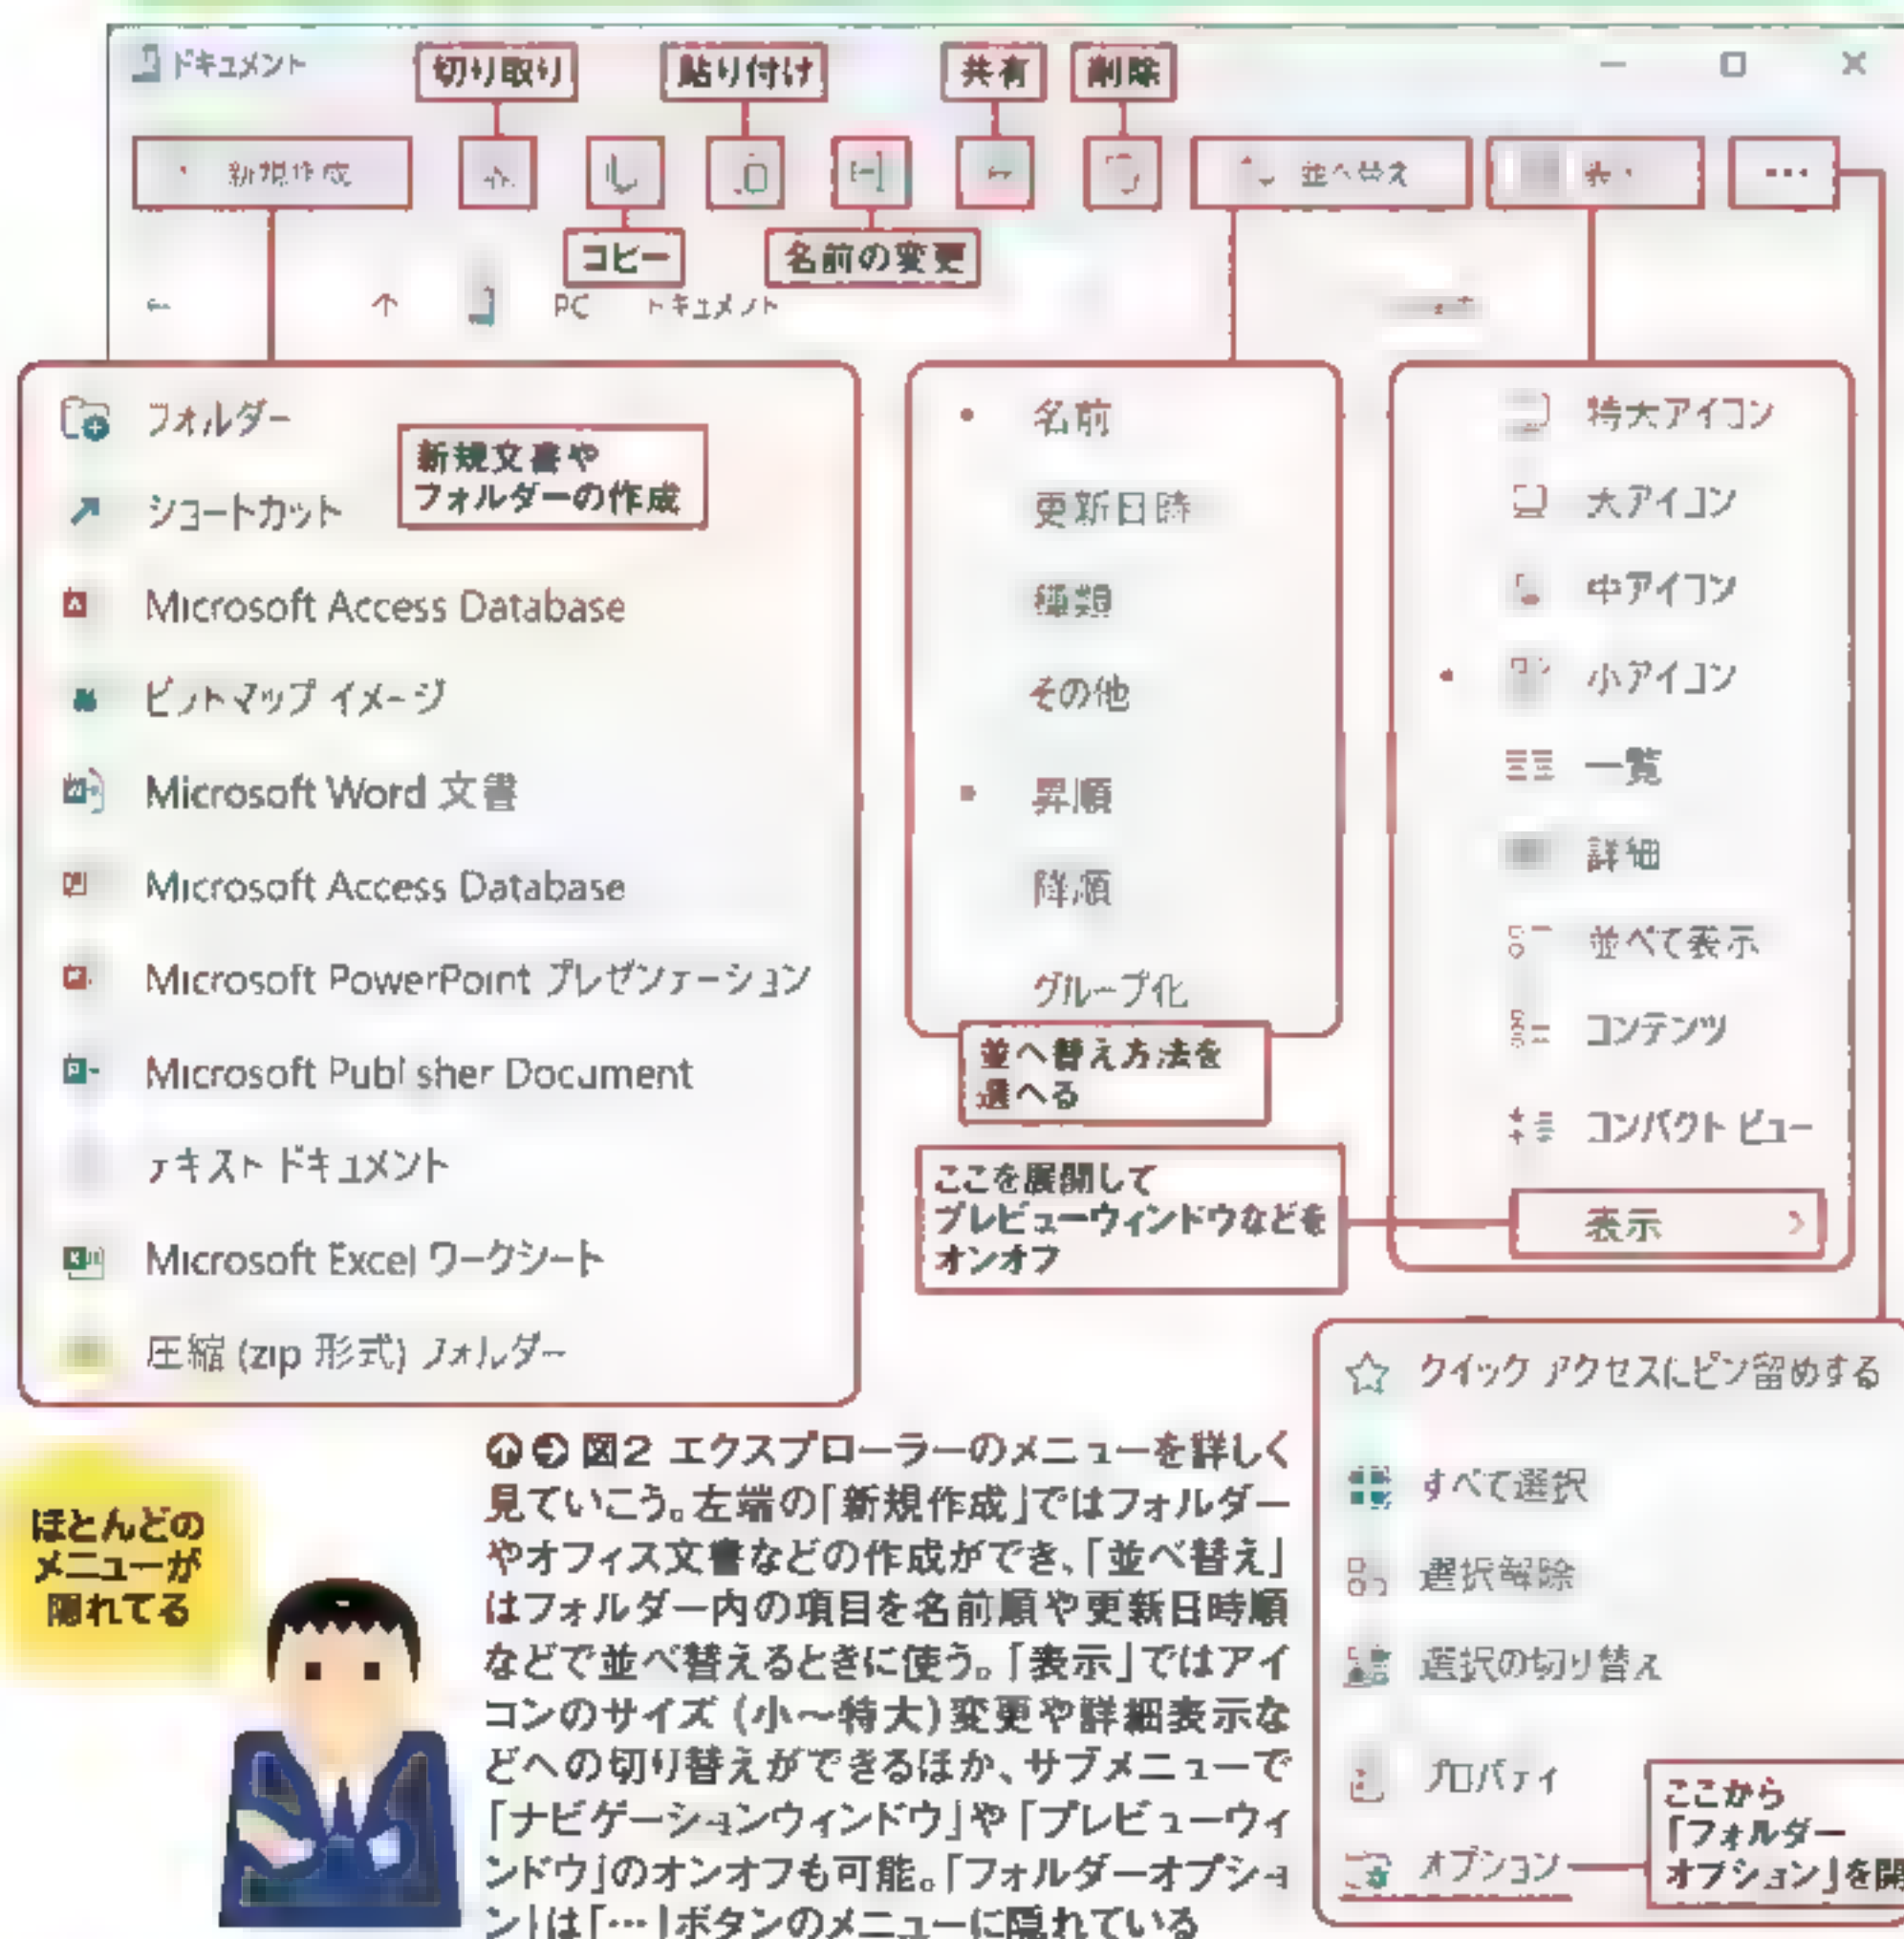 ドキュメント
切り取り
貼り付け
共有
削除
新規作成
並べ替え
コピー
名前の変更
PC ドキュメント
フォルダー
新規文書や
フォルダーの作成
ショートカット
Microsoft Access Database
ビットマップ イメージ
Microsoft Word 文書
Microsoft Access Database
Microsoft PowerPoint プレゼンテーション
Microsoft Publisher Document
テキスト ドキュメント
Microsoft Excel ワークシート
圧縮 (zip 形式) フォルダー
名前
更新日時
種類
その他
昇順
降順
グループ化
並べ替え方法を
選べる
特大アイコン
大アイコン
中アイコン
小アイコン
一覧
詳細
並べて表示
コンテンツ
コンパクト ビュー
表示
ここを展開して
プレビューウィンドウなどを
オンオフ
クイック アクセスにピン留めする
すべて選択
選択解除
選択の切り替え
プロパティ
オプション
ここから
「フォルダー
オプション」を開
ほとんどの
メニューが
隠れてる
図2 エクスプローラーのメニューを詳しく
見ていこう。左端の「新規作成」ではフォルダー
やオフィス文書などの作成ができ、「並べ替え」
はフォルダー内の項目を名前順や更新日時順
などで並べ替えるときに使う。「表示」ではアイ
コンのサイズ(小～特大)変更や詳細表示な
どへの切り替えができるほか、サブメニューで
「ナビゲーションウィンドウ」や「プレビューウィ
ンドウ」のオンオフも可能。「フォルダーオプショ
ン」は「…」ボタンのメニューに隠れている